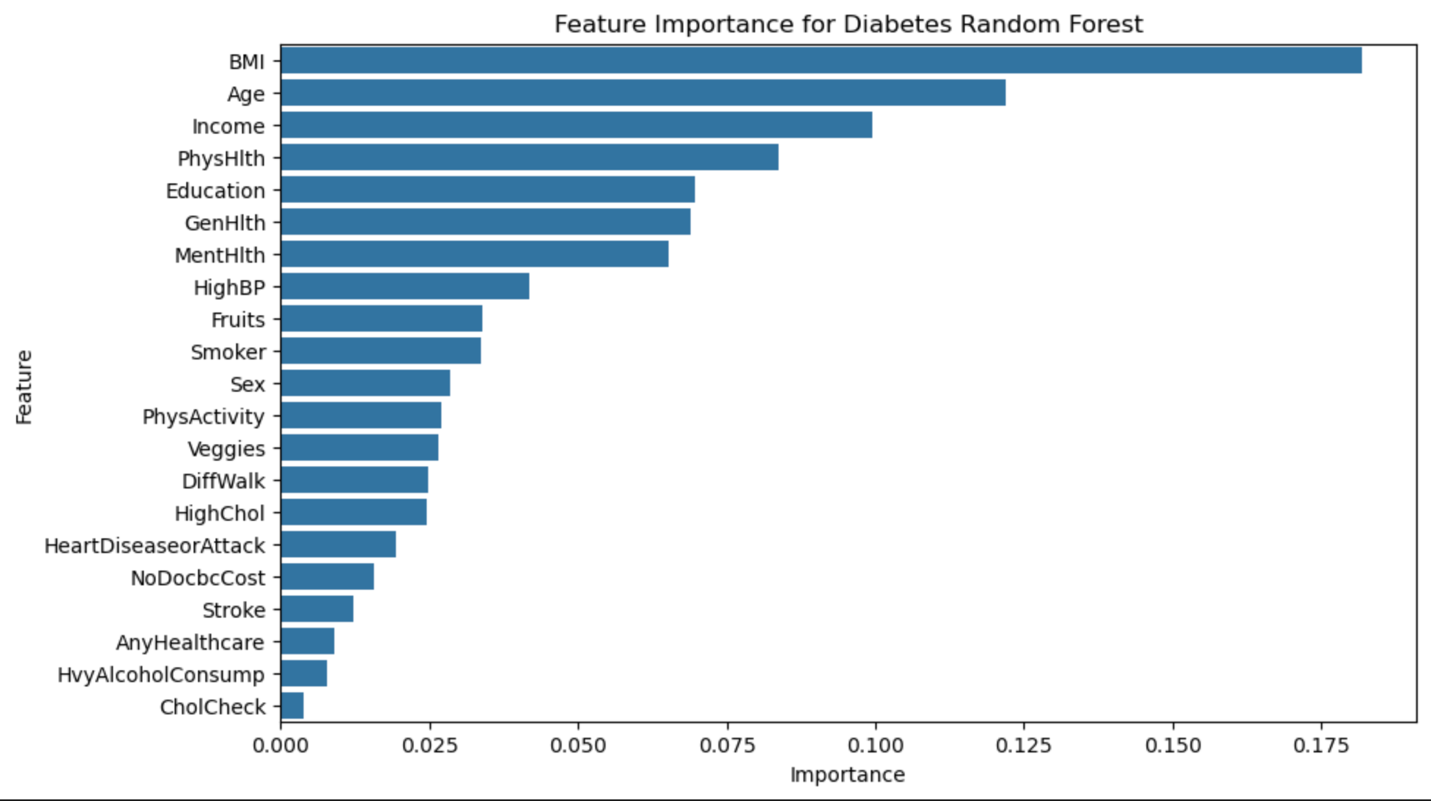 Feature Importance for Diabetes Random Forest
BMI
Age
Income
PhysHlth
Education
GenHlth
MentHlth
HighBP
Fruits
Smoker
Sex
PhysActivity
Veggies
DiffWalk
HighChol
HeartDiseaseorAttack
NoDocbcCost
Stroke
AnyHealthcare
HvyAlcoholConsump
CholCheck
Feature
0.000 0.025 0.050 0.075 0.100 0.125 0.150 0.175
Importance